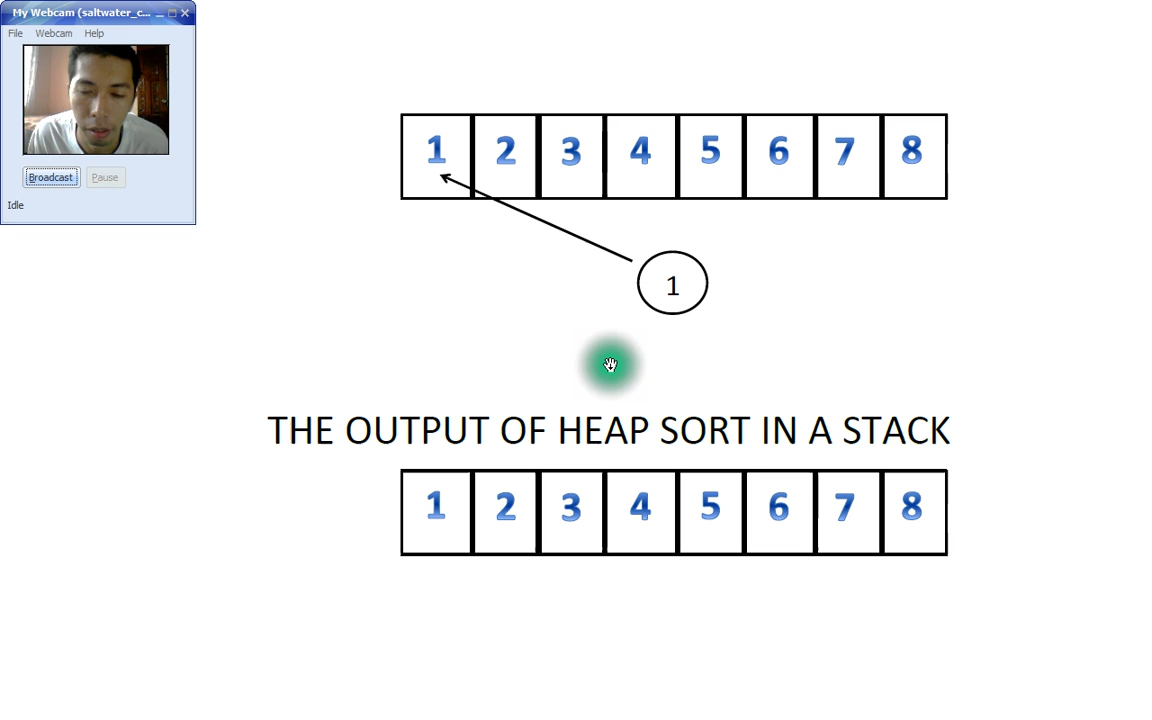 My Webcam (saltwater_c...
File Webcam Help
Broadcast Pause
Idle
1 2 3 4 5 6 7 8
1
THE OUTPUT OF HEAP SORT IN A STACK
1 2 3 4 5 6 7 8